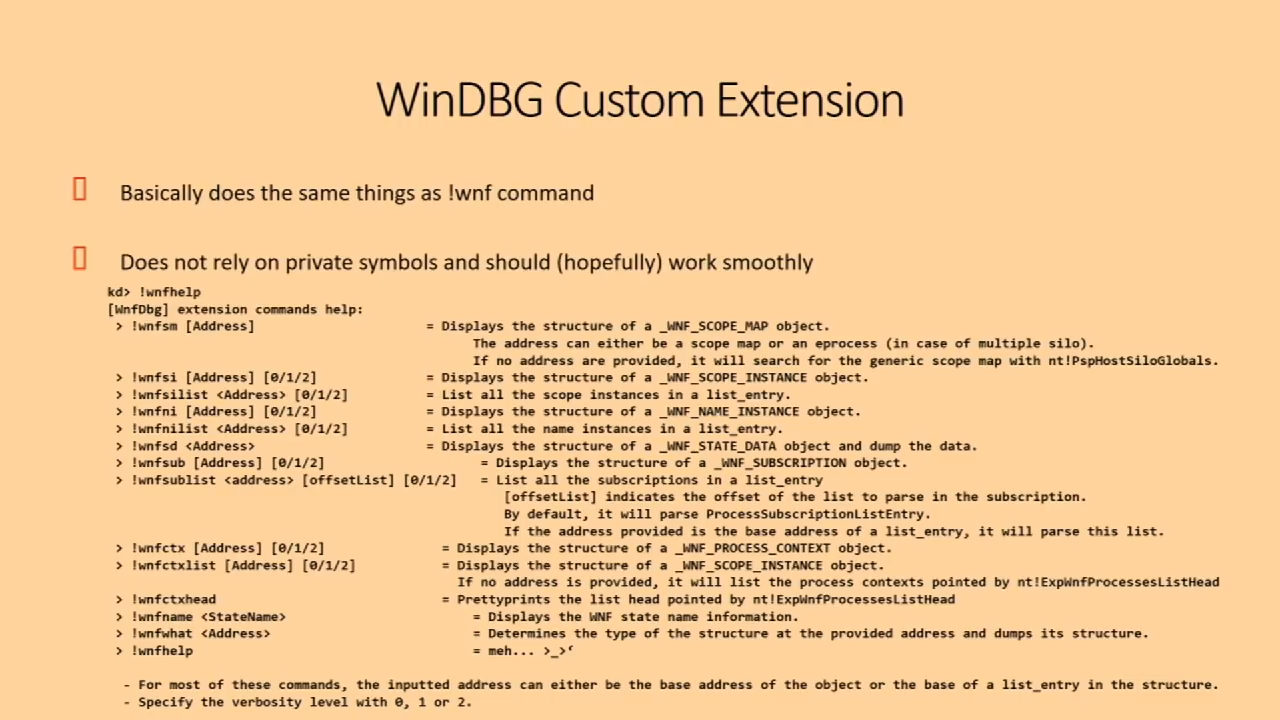 WinDBG Custom Extension
Basically does the same things as !wnf command
Does not rely on private symbols and should (hopefully) work smoothly
kd> !wnfhelp
[WnfDbg] extension commands help:
> !wnfsm [Address] = Displays the structure of a _WNF_SCOPE_MAP object.
The address can either be a scope map or an eprocess (in case of multiple silo).
If no address are provided, it will search for the generic scope map with nt!PspHostSiloGlobals.
> !wnfsi [Address] [0/1/2] = Displays the structure of a _WNF_SCOPE_INSTANCE object.
> !wnfsilist <Address> [0/1/2] = List all the scope instances in a list_entry.
> !wnfni [Address] [0/1/2] = Displays the structure of a _WNF_NAME_INSTANCE object.
> !wnfnilist <Address> [0/1/2] = List all the name instances in a list_entry.
> !wnfsd <Address> = Displays the structure of a _WNF_STATE_DATA object and dump the data.
> !wnfsub [Address] [0/1/2] = Displays the structure of a _WNF_SUBSCRIPTION object.
> !wnfsublist <address> [offsetList] [0/1/2] = List all the subscriptions in a list_entry
[offsetList] indicates the offset of the list to parse in the subscription.
By default, it will parse ProcessSubscriptionListEntry.
If the address provided is the base address of a list_entry, it will parse this list.
> !wnfctx [Address] [0/1/2] = Displays the structure of a _WNF_PROCESS_CONTEXT object.
> !wnfctxlist [Address] [0/1/2] = Displays the structure of a _WNF_SCOPE_INSTANCE object.
If no address is provided, it will list the process contexts pointed by nt!ExpWnfProcessesListHead
> !wnfctxhead = Prettyprints the list head pointed by nt!ExpWnfProcessesListHead
> !wnfname <StateName> = Displays the WNF state name information.
> !wnfwhat <Address> = Determines the type of the structure at the provided address and dumps its structure.
> !wnfhelp = meh... >_>‘
- For most of these commands, the inputted address can either be the base address of the object or the base of a list_entry in the structure.
- Specify the verbosity level with 0, 1 or 2.